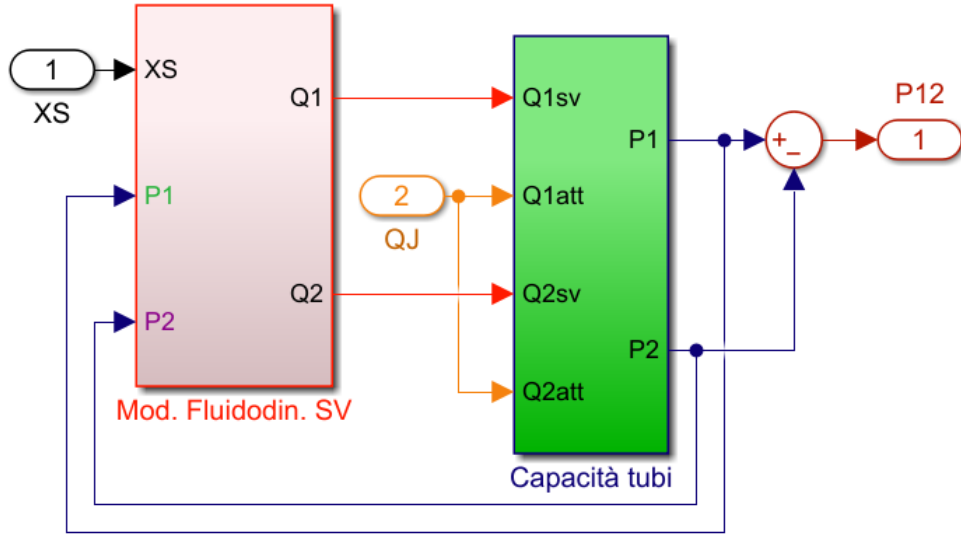 1
XS
XS
P1
P2
Q1
Q2
Mod. Fluidodin. SV
2
QJ
Q1sv
Q1att
Q2sv
Q2att
P1
P2
Capacità tubi
+
−
P12
1